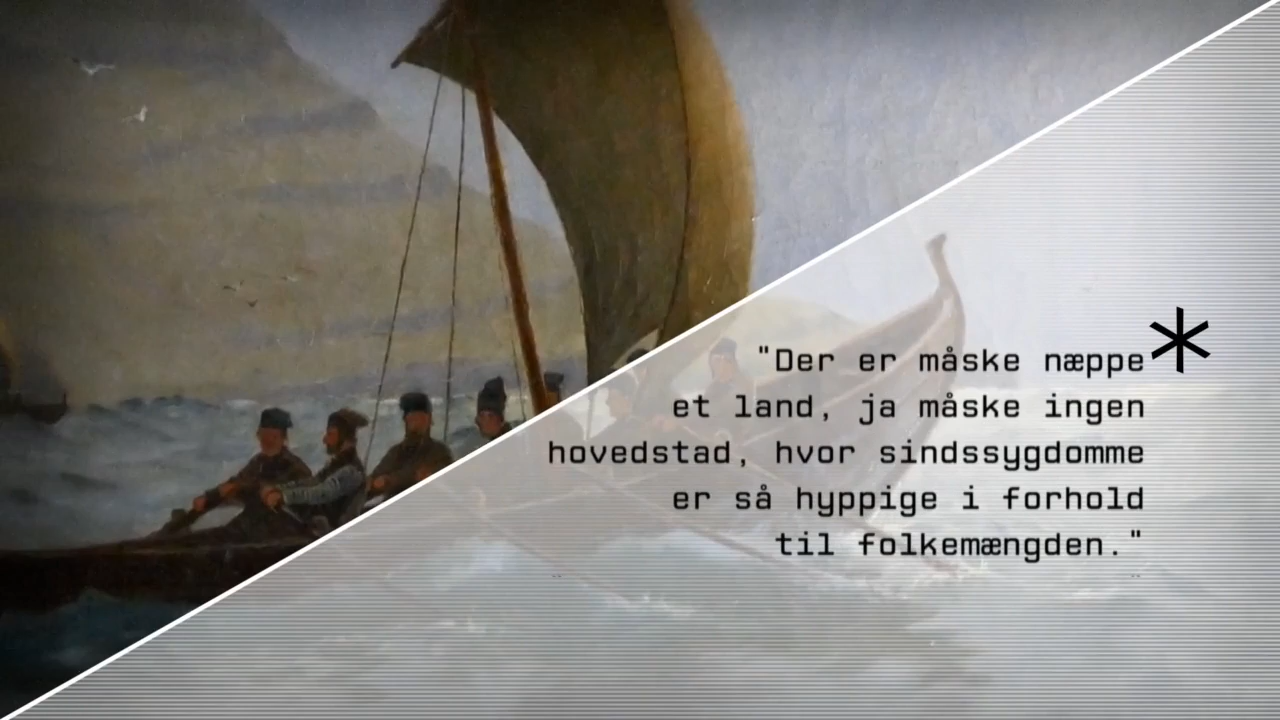 "Der er måske næppe*
et land, ja måske ingen
hovedstad, hvor sindssygdomme
er så hyppige i forhold
til folkemængden."